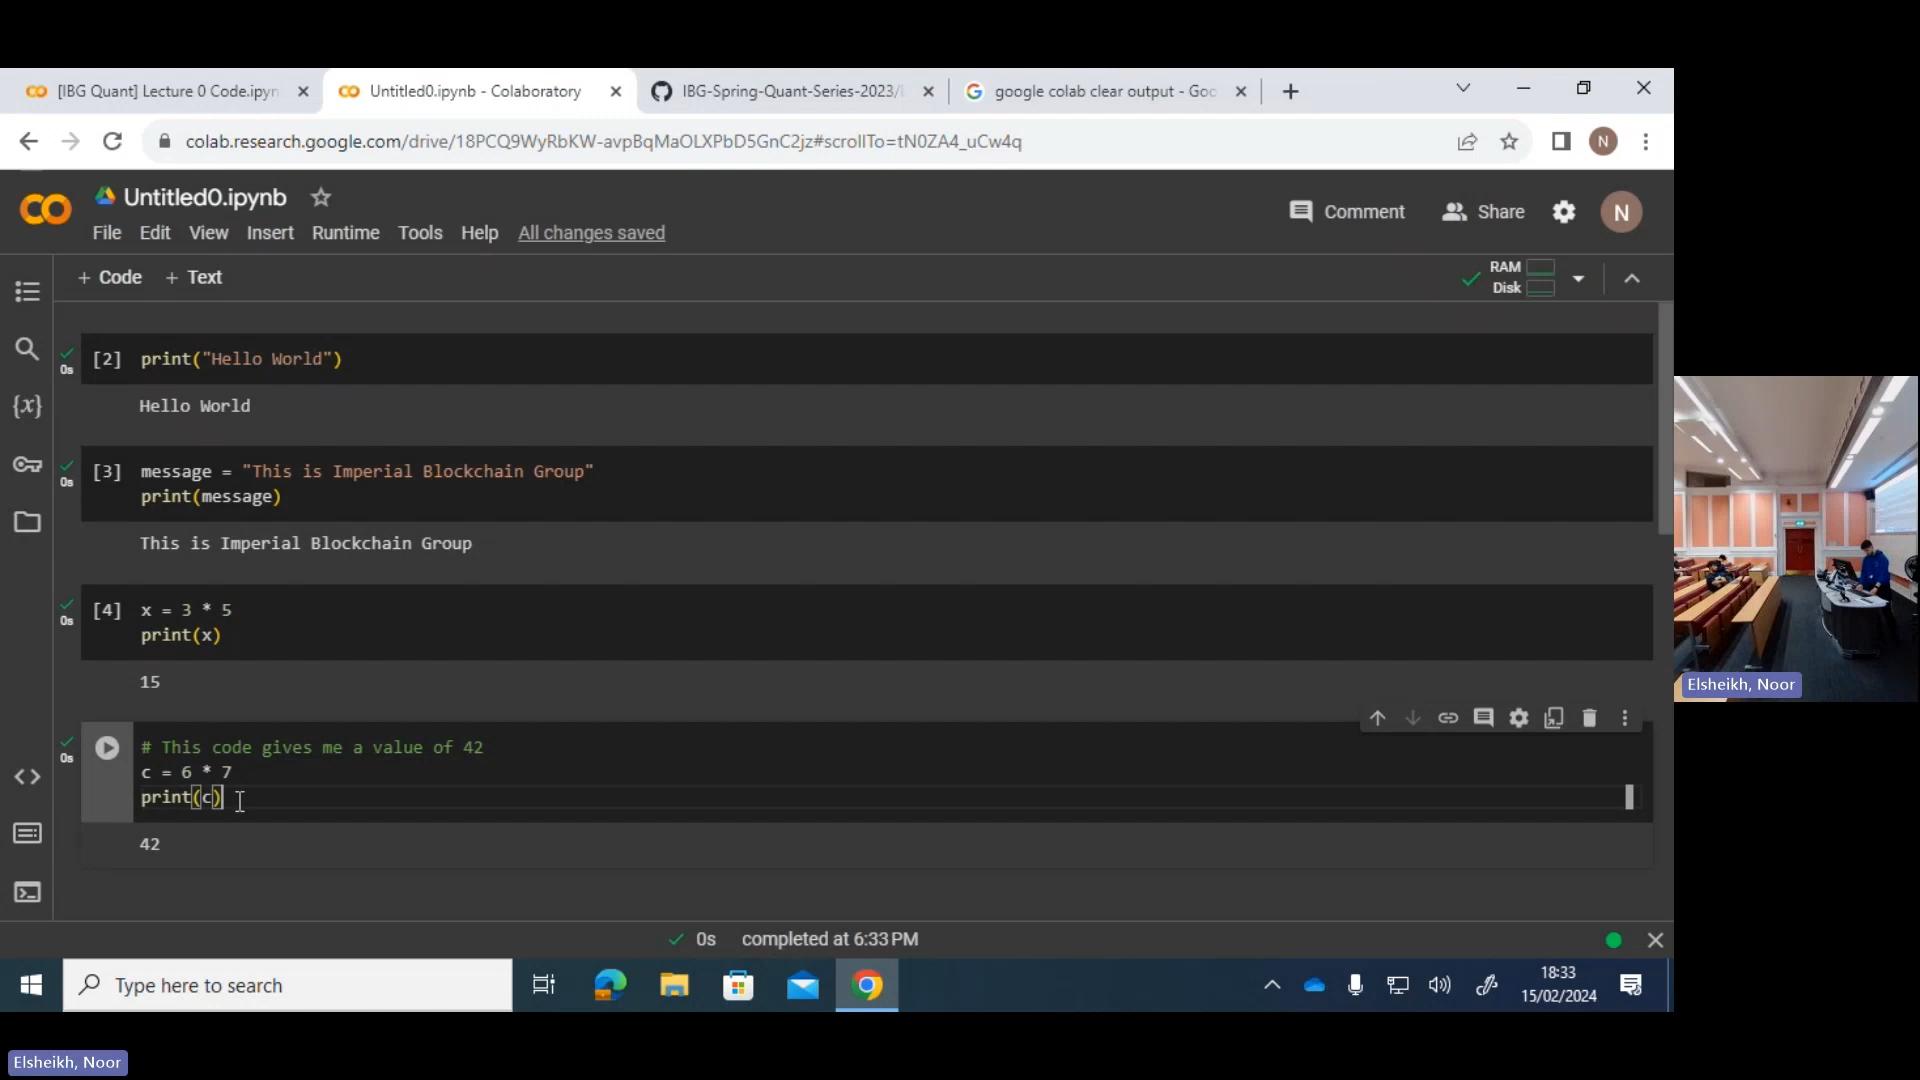 [IBG Quant] Lecture 0 Code.ipyn
Untitled0.ipynb - Colaboratory
IBG-Spring-Quant-Series-2023/
google colab clear output - Goo
colab.research.google.com/drive/18PCQ9WyRbKW-avpBqMaOLXPbD5GnC2jz#scrollTo=tN0ZA4_uCw4q
N
Untitled0.ipynb
Comment
Share
N
File Edit View Insert Runtime Tools Help All changes saved
+ Code + Text
RAM
Disk
[2] print("Hello World")
0s
Hello World
[3] message = "This is Imperial Blockchain Group"
0s
print(message)
This is Imperial Blockchain Group
[4] x = 3 * 5
0s
print(x)
15
# This code gives me a value of 42
0s
c = 6 * 7
print(c)
42
0s completed at 6:33 PM
Type here to search
18:33
15/02/2024
Elsheikh, Noor
Elsheikh, Noor